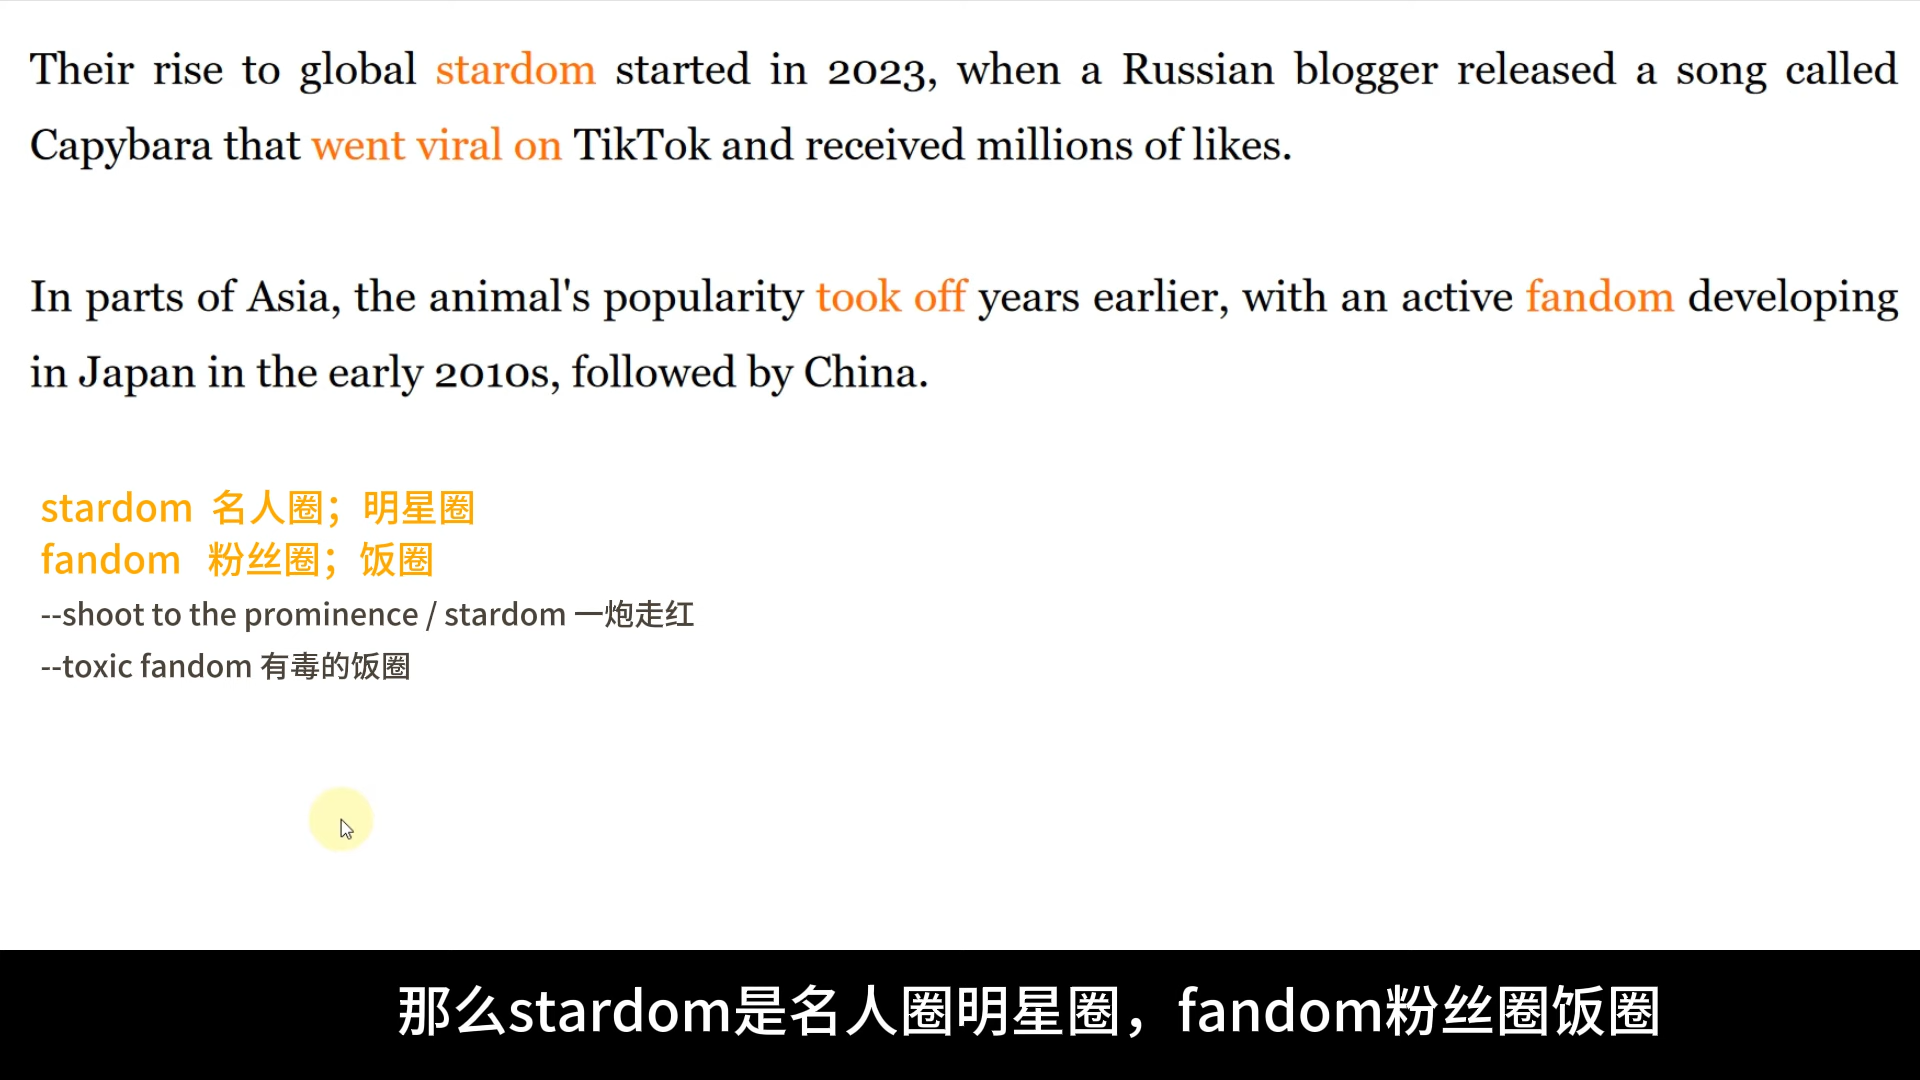 Their rise to global stardom started in 2023, when a Russian blogger released a song called
Capybara that went viral on TikTok and received millions of likes.
In parts of Asia, the animal's popularity took off years earlier, with an active fandom developing
in Japan in the early 2010s, followed by China.
stardom 名人圈；明星圈
fandom 粉丝圈；饭圈
--shoot to the prominence / stardom 一炮走红
--toxic fandom 有毒的饭圈
那么stardom是名人圈明星圈，fandom粉丝圈饭圈